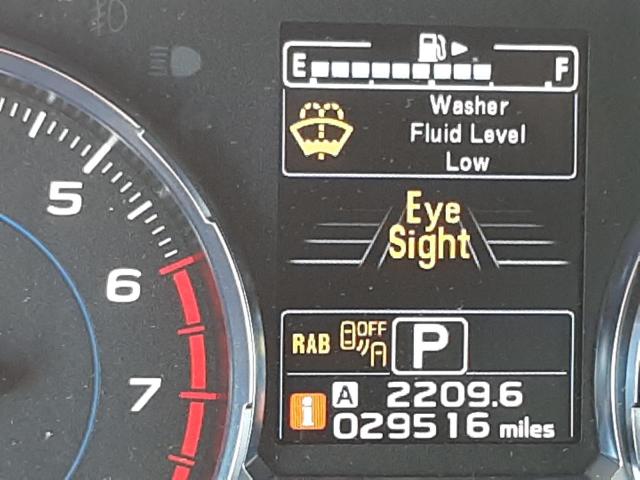 E F
Washer
Fluid Level
Low
5
Eye
Sight
6
RAB OFF A P
7
i A 2209.6
029516 miles